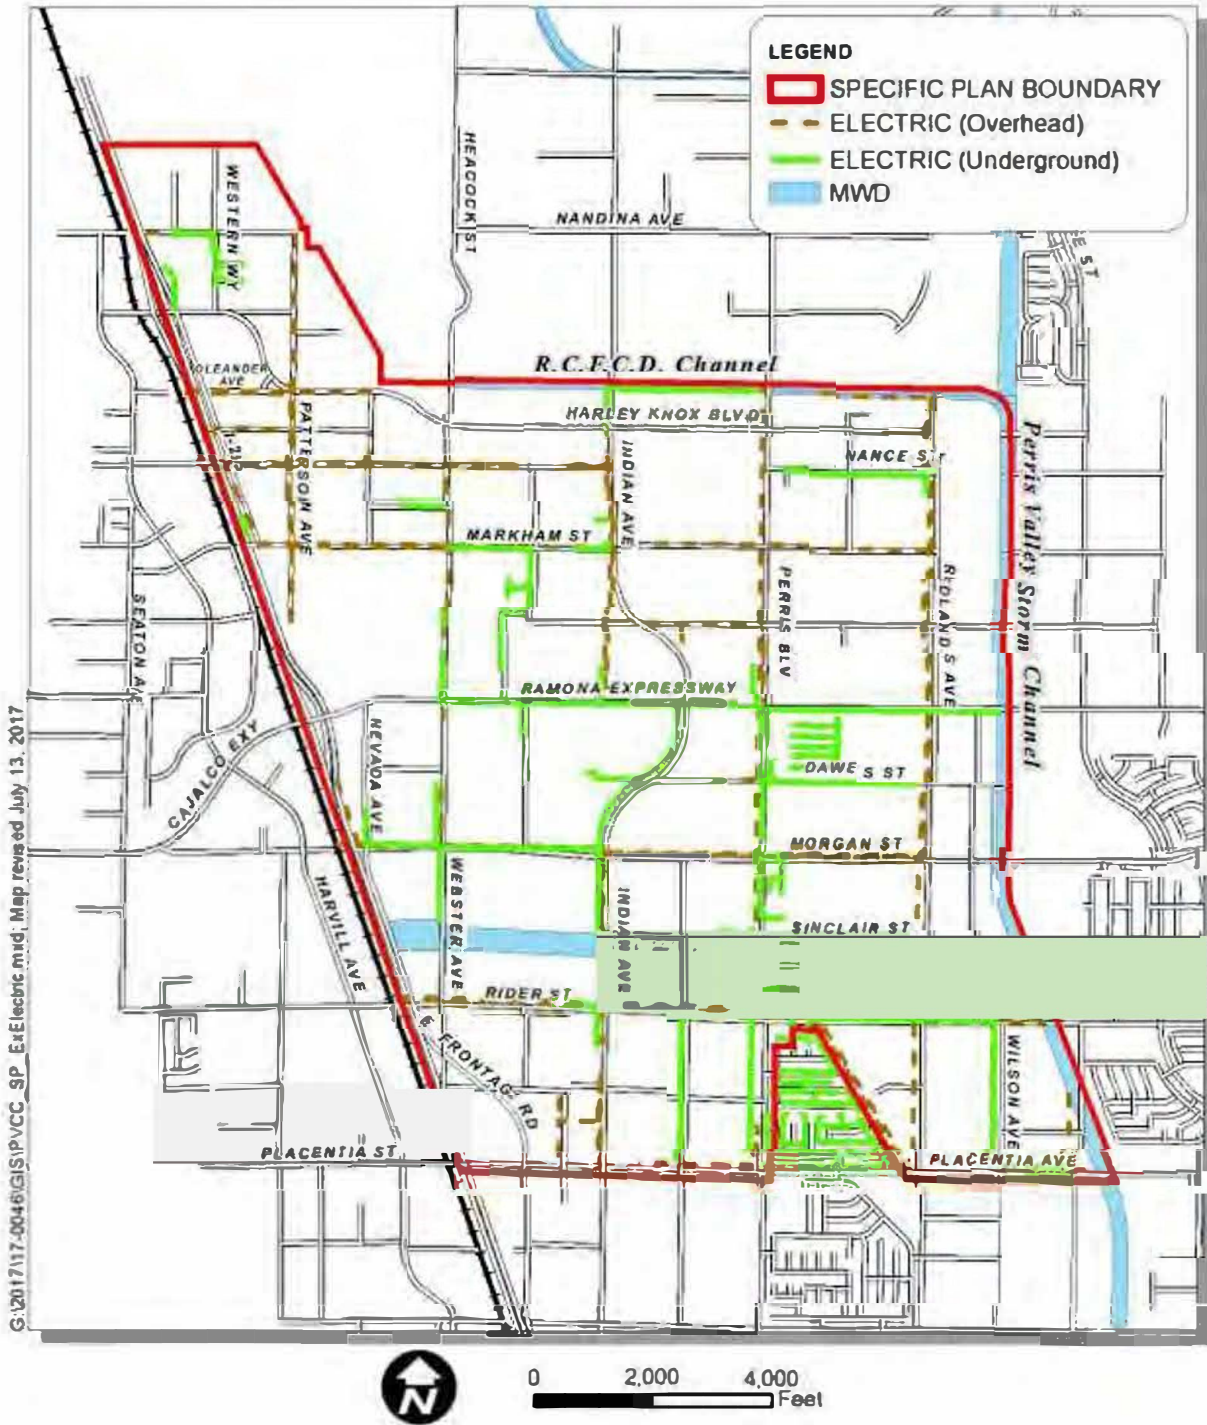 LEGEND
SPECIFIC PLAN BOUNDARY
ELECTRIC (Overhead)
ELECTRIC (Underground)
MWD
WESTERN WY
HEACOCK ST
NANDINA AVE
R.C.F.C.D. Channel
OLEANDER
AVE
HARLEY KNOX BLVD
PATTERSON AVE
I-215
INDIAN AVE
NANCE St
MARKHAM ST
PERRIS BLV
REDLANDS AVE
Perris Valley Storm Channel
SEATON AVE
RAMONA EXPRESSWAY
CAJALCO EXY
NEVADA AVE
DAWES ST
MORGAN ST
HARVILL AVE
WEBSTER AVE
INDIAN AVE
SINCLAIR ST
RIDER ST
E. FRONTAGE RD
WILSON AVE
PLACENTIA ST
PLACENTIA AVE
G:\2017\17-0046\GIS\PVCC_SP_ExElectric.mxd; Map revised July 13, 2017
N
0 2,000 4,000
Feet